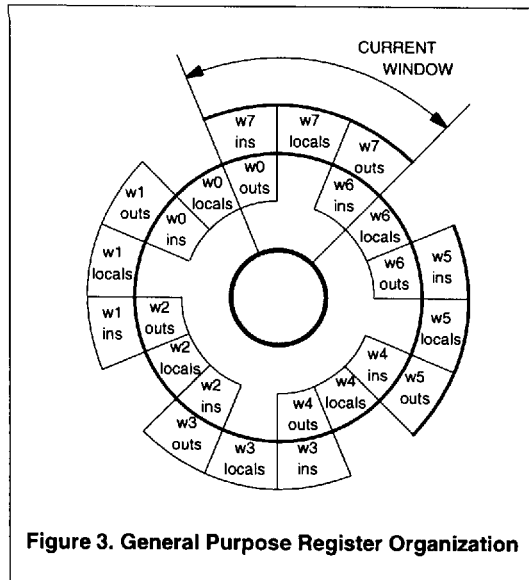 CURRENT
WINDOW
w7
ins
w7
locals
w7
outs
w0
locals
w0
outs
w6
ins
w1
outs
w0
ins
w6
locals
w1
locals
w6
outs
w5
ins
w1
ins
w2
outs
w5
locals
w2
locals
w4
ins
w5
outs
w2
ins
w4
locals
w4
outs
w3
outs
w3
locals
w3
ins
Figure 3. General Purpose Register Organization